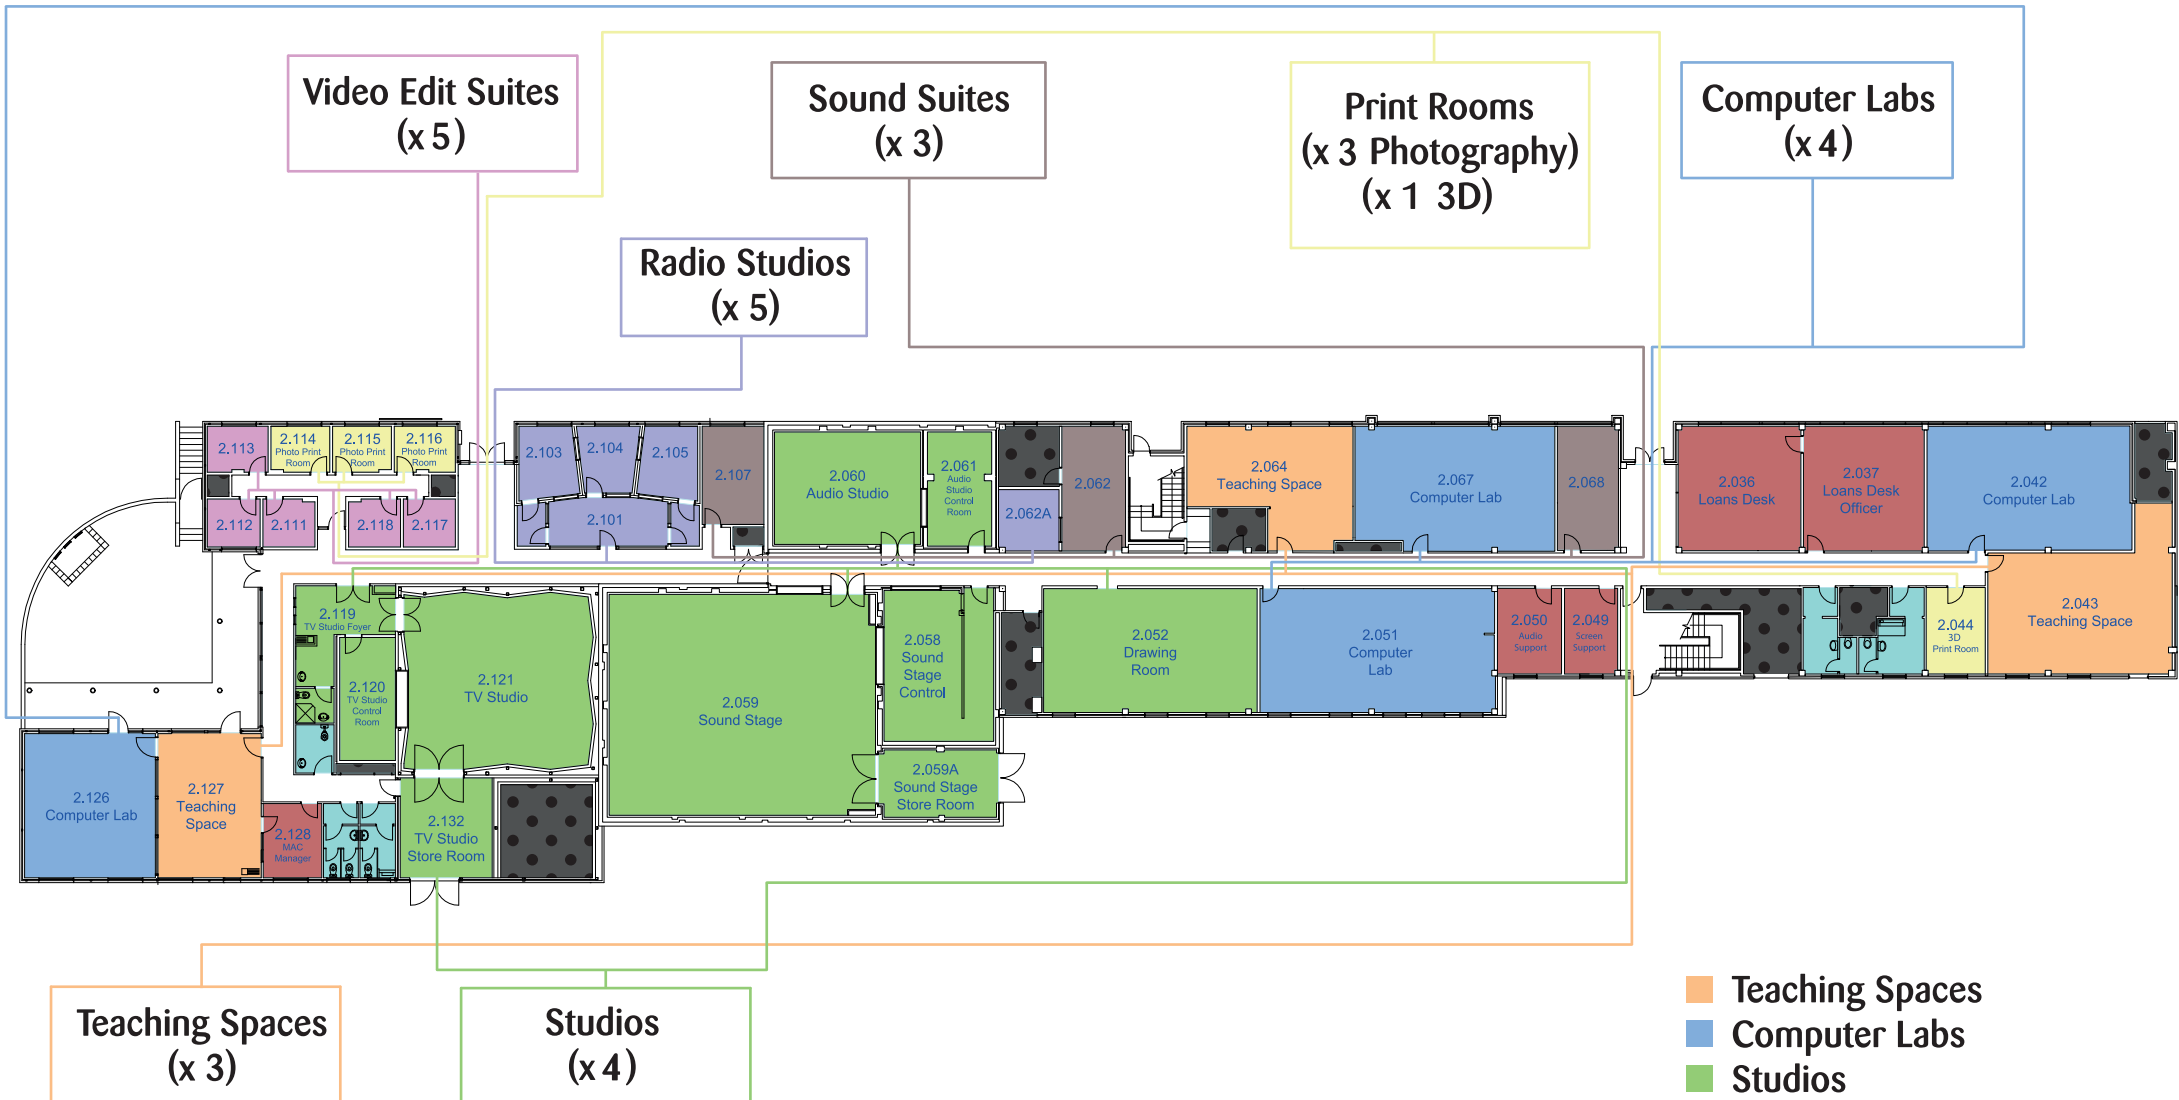 Video Edit Suites
(x 5)
Sound Suites
(x 3)
Print Rooms
(x 3 Photography)
(x 1 3D)
Computer Labs
(x 4)
Radio Studios
(x 5)
2.113
2.114
Photo Print
Room
2.115
Photo Print
Room
2.116
Photo Print
Room
2.112
2.111
2.118
2.117
2.103
2.104
2.105
2.101
2.107
2.060
Audio Studio
2.061
Audio
Studio
Control
Room
2.062A
2.062
2.064
Teaching Space
2.067
Computer Lab
2.068
2.036
Loans Desk
2.037
Loans Desk
Officer
2.042
Computer Lab
2.119
TV Studio Foyer
2.120
TV Studio
Control
Room
2.121
TV Studio
2.059
Sound Stage
2.058
Sound
Stage
Control
2.059A
Sound Stage
Store Room
2.052
Drawing
Room
2.051
Computer
Lab
2.050
Audio
Support
2.049
Screen
Support
2.044
3D
Print Room
2.043
Teaching Space
2.126
Computer Lab
2.127
Teaching
Space
2.128
MAC
Manager
2.132
TV Studio
Store Room
Teaching Spaces
(x 3)
Studios
(x 4)
Teaching Spaces
Computer Labs
Studios